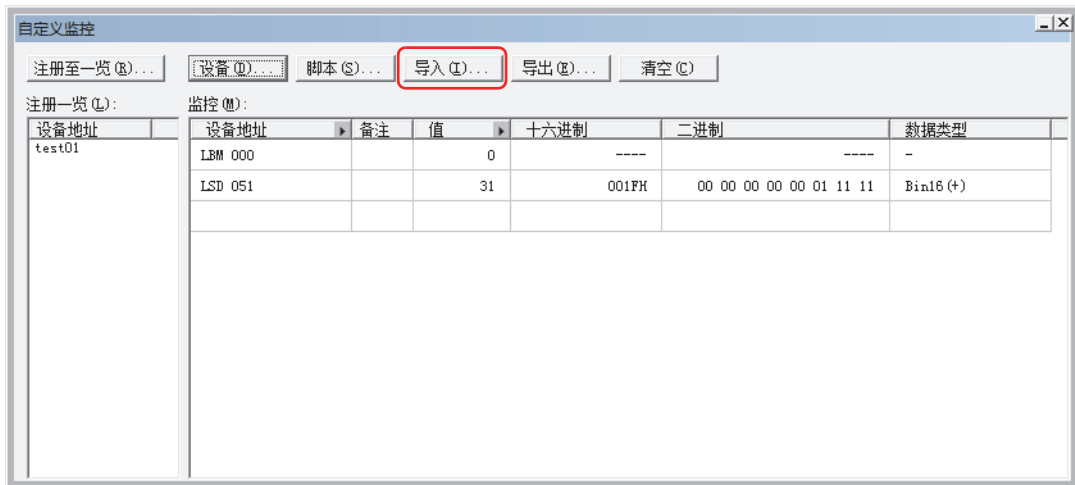 自定义监控
注册至一览(R)... 设备(D)... 脚本(S)... 导入(I)... 导出(E)... 清空(C)
注册一览(L): 监控(M):
设备地址 设备地址 备注 值 十六进制 二进制 数据类型
test01 LBM 000 0 ---- ---- -
LSD 051 31 001FH 00 00 00 00 00 01 11 11 Bin16(+)